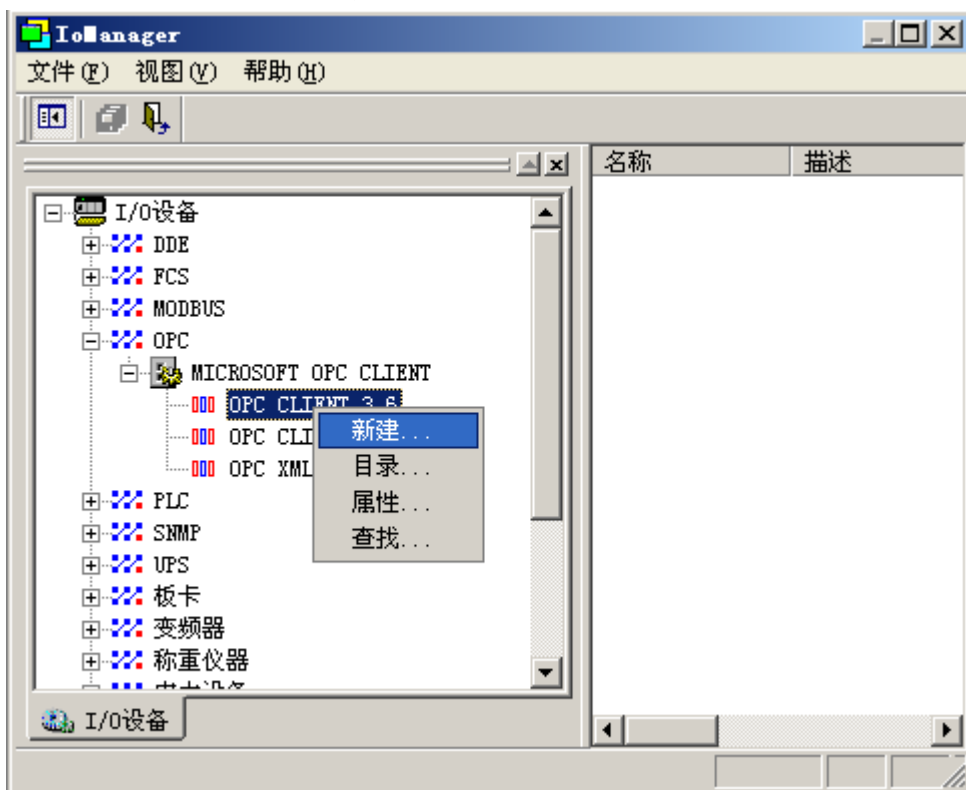 IoManager
文件(F) 视图(V) 帮助(H)
名称 描述
I/O设备
DDE
FCS
MODBUS
OPC
MICROSOFT OPC CLIENT
OPC CLIENT 3.6
新建...
OPC CLI
目录...
OPC XML
属性...
PLC
查找...
SNMP
UPS
板卡
变频器
称重仪器
I/O设备